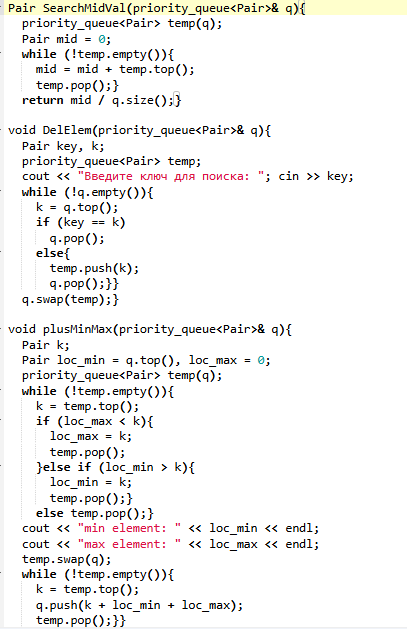 Pair SearchMidVal(priority_queue<Pair>& q){
  priority_queue<Pair> temp(q);
  Pair mid = 0;
  while (!temp.empty()){
    mid = mid + temp.top();
    temp.pop();}
  return mid / q.size();}

void DelElem(priority_queue<Pair>& q){
  Pair key, k;
  priority_queue<Pair> temp;
  cout << "Введите ключ для поиска: "; cin >> key;
  while (!q.empty()){
    k = q.top();
    if (key == k)
      q.pop();
    else{
      temp.push(k);
      q.pop();}}
  q.swap(temp);}

void plusMinMax(priority_queue<Pair>& q){
  Pair k;
  Pair loc_min = q.top(), loc_max = 0;
  priority_queue<Pair> temp(q);
  while (!temp.empty()){
    k = temp.top();
    if (loc_max < k){
      loc_max = k;
      temp.pop();
    }else if (loc_min > k){
      loc_min = k;
      temp.pop();}
    else temp.pop();}
  cout << "min element: " << loc_min << endl;
  cout << "max element: " << loc_max << endl;
  temp.swap(q);
  while (!temp.empty()){
    k = temp.top();
    q.push(k + loc_min + loc_max);
    temp.pop();}}